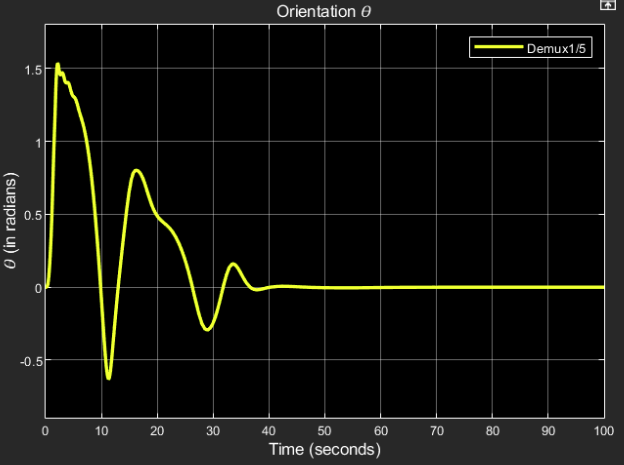 Orientation θ
Demux1/5
1.5
1
0.5
0
-0.5
θ (in radians)
0 10 20 30 40 50 60 70 80 90 100
Time (seconds)